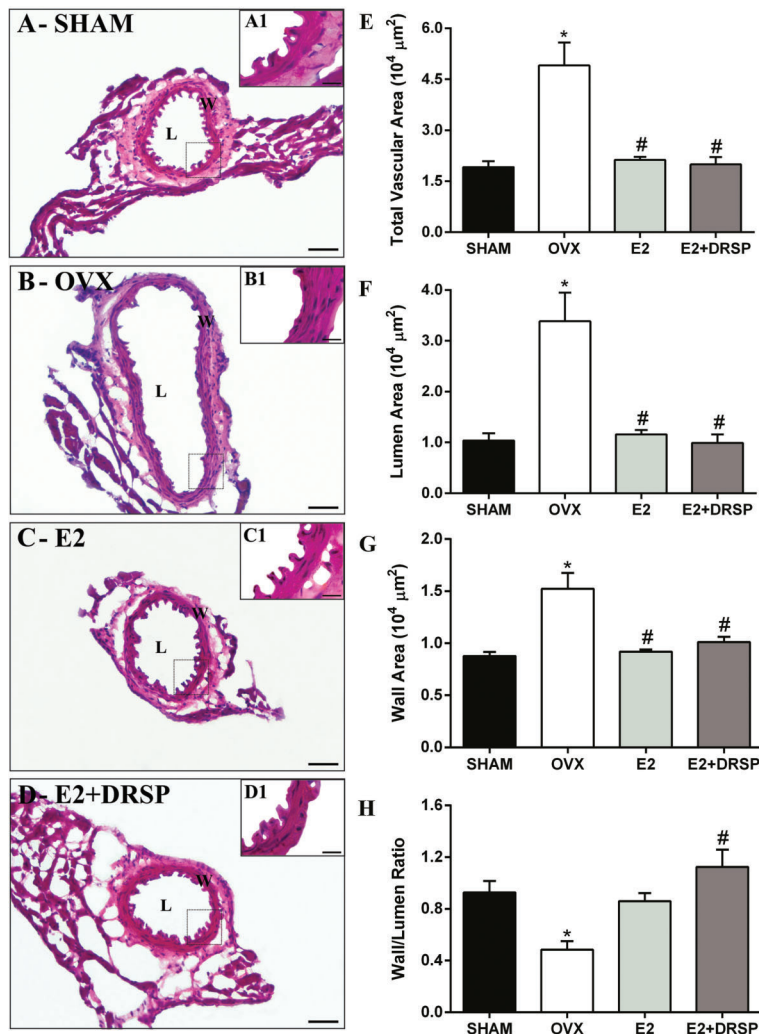 A - SHAM
A1
L
W
B - OVX
B1
L
W
C - E2
C1
L
W
D - E2+DRSP
D1
L
W
E
Total Vascular Area (10⁴ µm²)
6.0
4.5
3.0
1.5
0.0
*
#
#
SHAM OVX E2 E2+DRSP
F
Lumen Area (10⁴ µm²)
4.0
3.0
2.0
1.0
0.0
*
#
#
SHAM OVX E2 E2+DRSP
G
Wall Area (10⁴ µm²)
2.0
1.5
1.0
0.5
0.0
*
#
#
SHAM OVX E2 E2+DRSP
H
Wall/Lumen Ratio
1.6
1.2
0.8
0.4
0.0
*
#
SHAM OVX E2 E2+DRSP